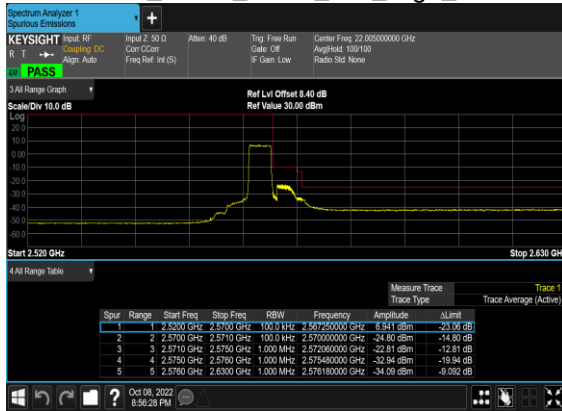 Spectrum Analyzer 1
Spurious Emissions
+
KEYSIGHT Input: RF Input Z: 50 Ω Atten: 40 dB Trig: Free Run Center Freq: 22.005000000 GHz
R T Coupling: DC Corr CCorr Gate: Off Avg|Hold: 100/100
Align: Auto Freq Ref: Int (S) IF Gain: Low Radio Std: None
PASS
3 All Range Graph
Ref Lvl Offset 8.40 dB
Scale/Div 10.0 dB Ref Value 30.00 dBm
Log
20.0
10.0
0.00
-10.0
-20.0
-30.0
-40.0
-50.0
-60.0
Start 2.520 GHz Stop 2.630 GH
4 All Range Table
Measure Trace Trace 1
Trace Type Trace Average (Active)
Spur Range Start Freq Stop Freq RBW Frequency Amplitude ΔLimit
1 1 2.5200 GHz 2.5700 GHz 100.0 kHz 2.567250000 GHz 6.941 dBm -23.06 dB
2 2 2.5700 GHz 2.5710 GHz 100.0 kHz 2.570000000 GHz -24.80 dBm -14.80 dB
3 3 2.5710 GHz 2.5750 GHz 1.000 MHz 2.572060000 GHz -22.81 dBm -12.81 dB
4 4 2.5750 GHz 2.5760 GHz 1.000 MHz 2.575480000 GHz -32.94 dBm -19.94 dB
5 5 2.5760 GHz 2.6300 GHz 1.000 MHz 2.576180000 GHz -34.09 dBm -9.092 dB
? Oct 08, 2022
8:56:28 PM